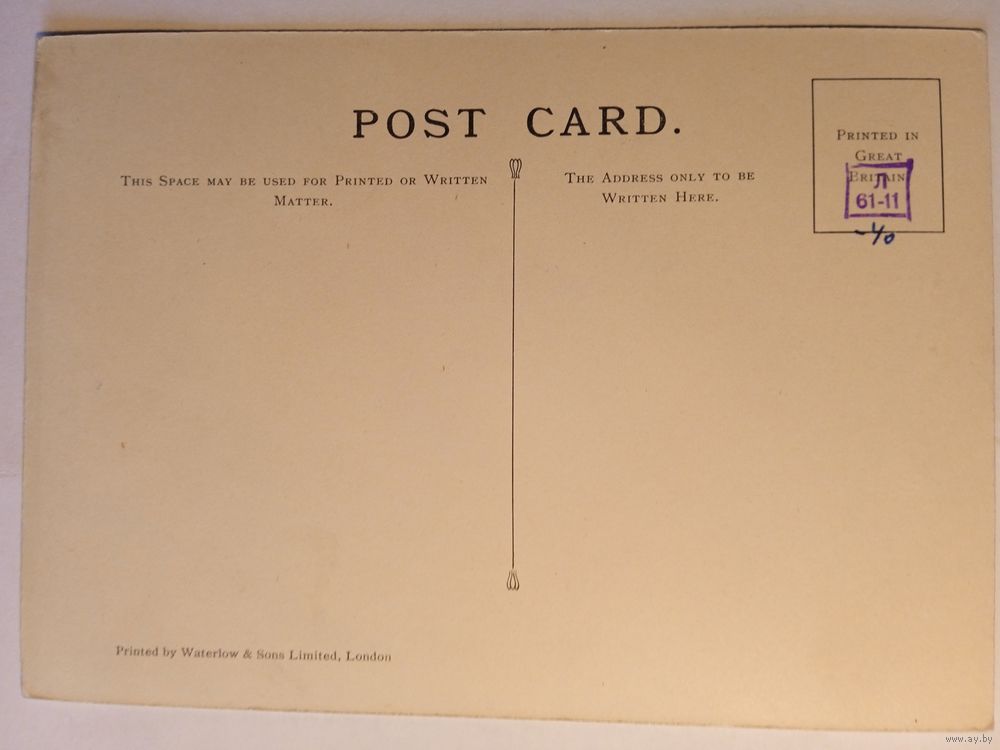 POST CARD.
THIS SPACE MAY BE USED FOR PRINTED OR WRITTEN
MATTER.
THE ADDRESS ONLY TO BE
WRITTEN HERE.
PRINTED IN
GREAT
BRITAIN
Л
61-11
-40
Printed by Waterlow & Sons Limited, London
www.ay.by